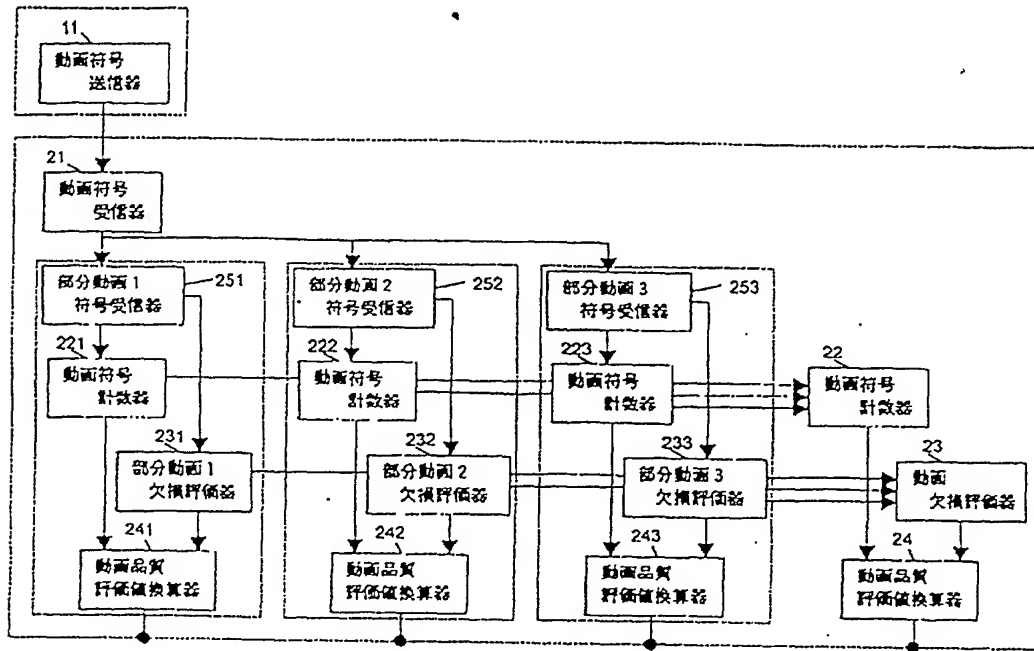 11
動画符号
送信器
21
動画符号
受信器
部分動画1
符号受信器
251
部分動画2
符号受信器
252
部分動画3
符号受信器
253
221
動画符号
計数器
222
動画符号
計数器
223
動画符号
計数器
22
動画符号
計数器
231
部分動画1
欠損評価器
232
部分動画2
欠損評価器
233
部分動画3
欠損評価器
23
動画
欠損評価器
241
動画品質
評価値換算器
242
動画品質
評価値換算器
243
動画品質
評価値換算器
24
動画品質
評価値換算器